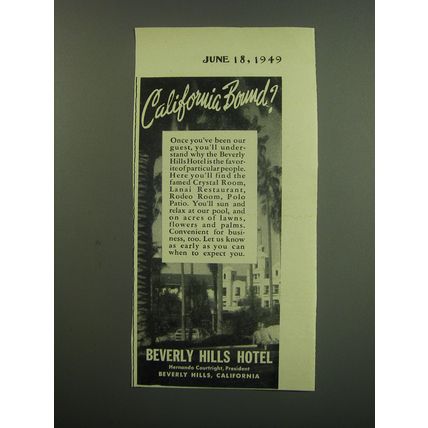 JUNE 18, 1949
California Bound?
Once you've been our
guest, you'll under-
stand why the Beverly
Hills Hotel is the favor-
ite of particular people.
Here you'll find the
famed Crystal Room,
Lanai Restaurant,
Rodeo Room, Polo
Patio. You'll sun and
relax at our pool, and
on acres of lawns,
flowers and palms.
Convenient for busi-
ness, too. Let us know
as early as you can
when to expect you.
BEVERLY HILLS HOTEL
Hernando Courtright, President
BEVERLY HILLS, CALIFORNIA